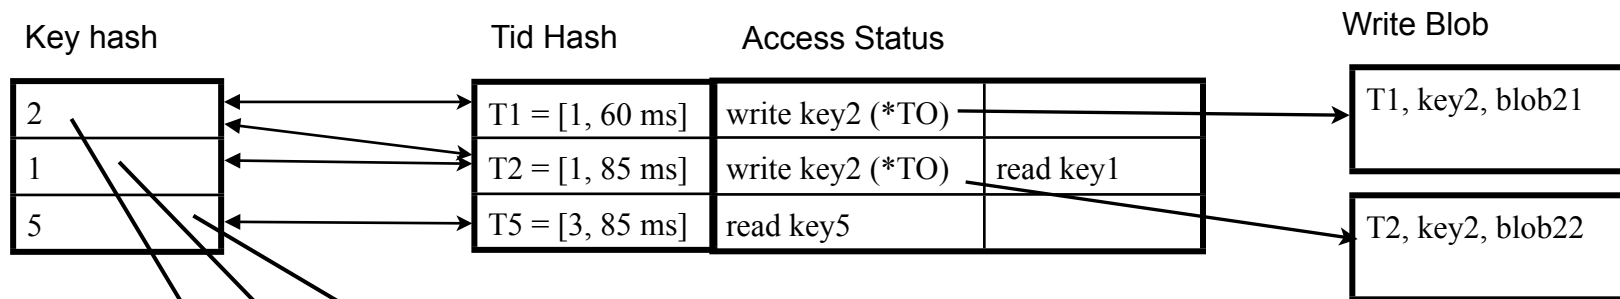 Key hash
Tid Hash
Access Status
Write Blob
2
T1 = [1, 60 ms]
write key2 (*TO)
T1, key2, blob21
1
T2 = [1, 85 ms]
write key2 (*TO)
read key1
5
T5 = [3, 85 ms]
read key5
T2, key2, blob22